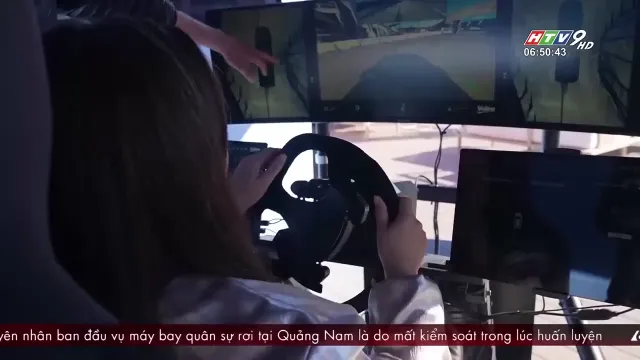 HTV9 HD
06:50:43
yên nhân ban đầu vụ máy bay quân sự rơi tại Quảng Nam là do mất kiểm soát trong lúc huấn luyện